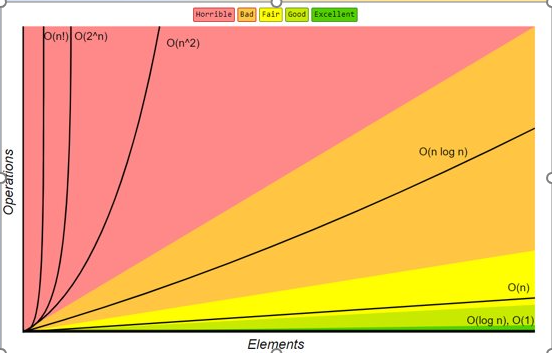 Horrible Bad Fair Good Excellent
O(n!) O(2^n)
O(n^2)
O(n log n)
O(n)
O(log n), O(1)
Operations
Elements